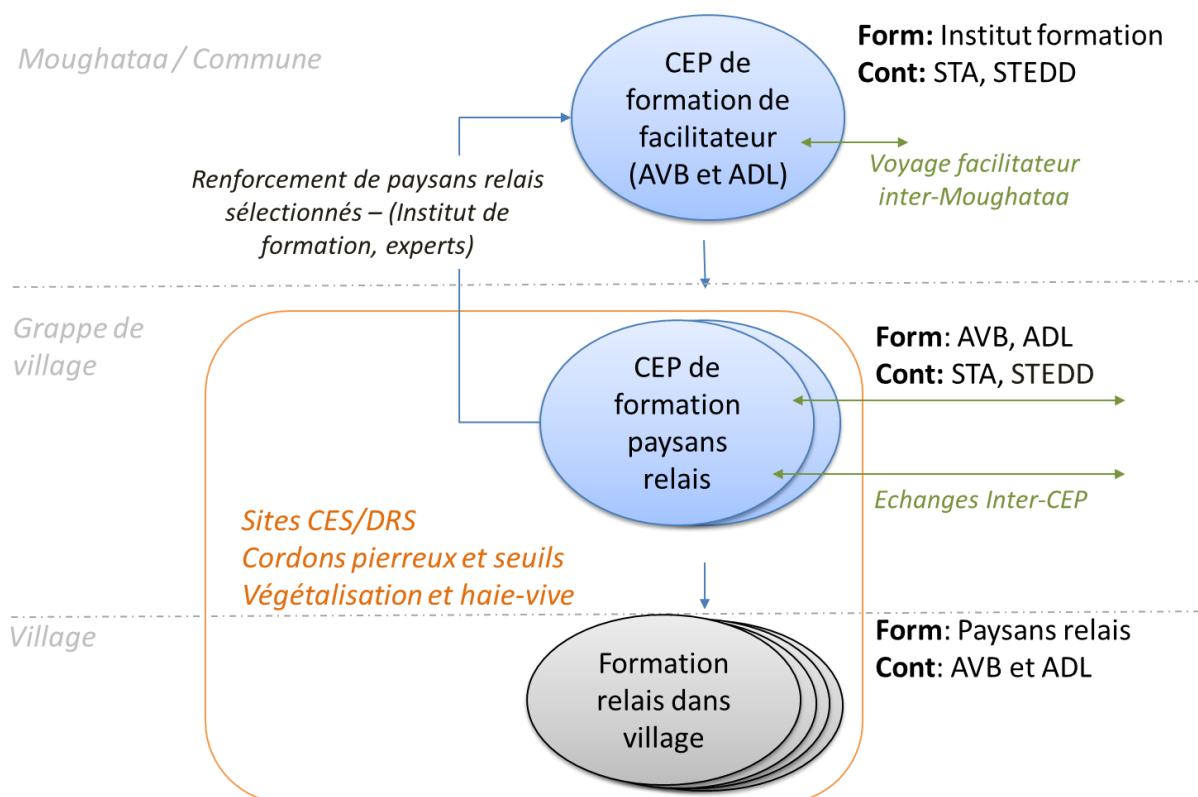 Moughataa / Commune
CEP de
formation de
facilitateur
(AVB et ADL)
Form: Institut formation
Cont: STA, STEDD
Voyage facilitateur
inter-Moughataa
Renforcement de paysans relais
sélectionnés – (Institut de
formation, experts)
Grappe de
village
CEP de
formation
paysans
relais
Form: AVB, ADL
Cont: STA, STEDD
Echanges Inter-CEP
Sites CES/DRS
Cordons pierreux et seuils
Végétalisation et haie-vive
Village
Formation
relais dans
village
Form: Paysans relais
Cont: AVB et ADL